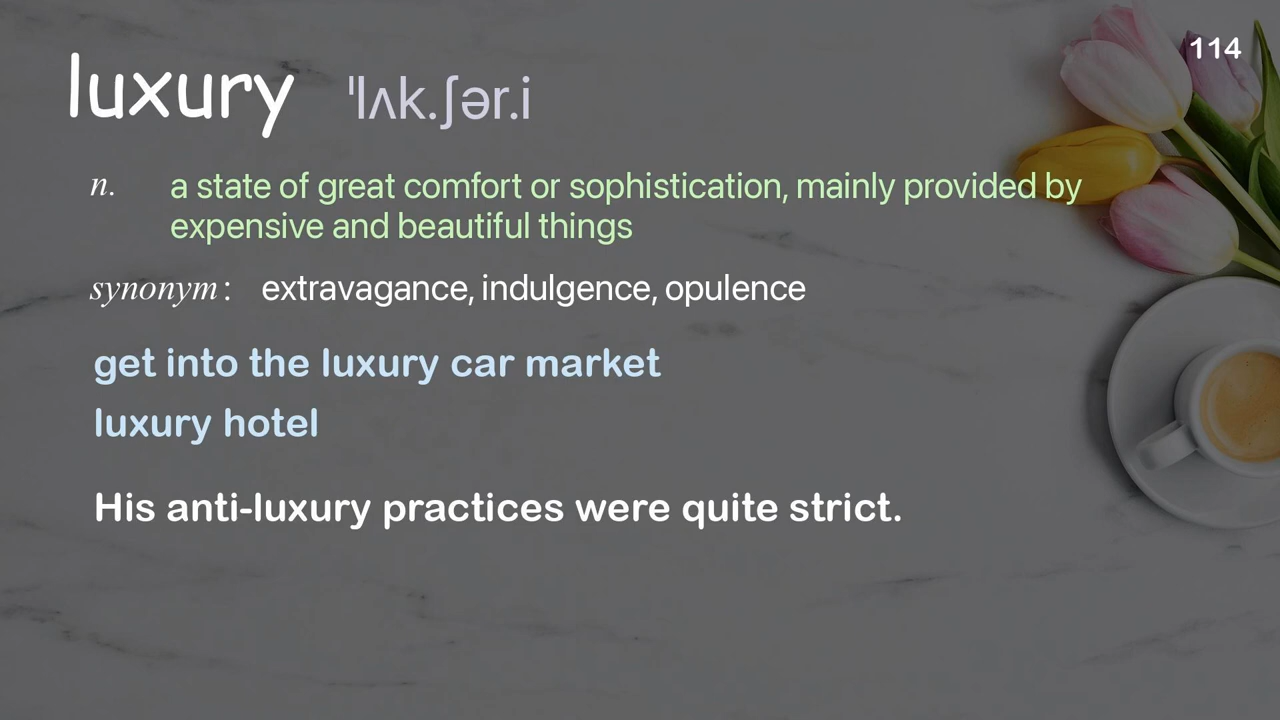 114
luxury ˈlʌk.ʃər.i
n. a state of great comfort or sophistication, mainly provided by
expensive and beautiful things
synonym: extravagance, indulgence, opulence
get into the luxury car market
luxury hotel
His anti-luxury practices were quite strict.